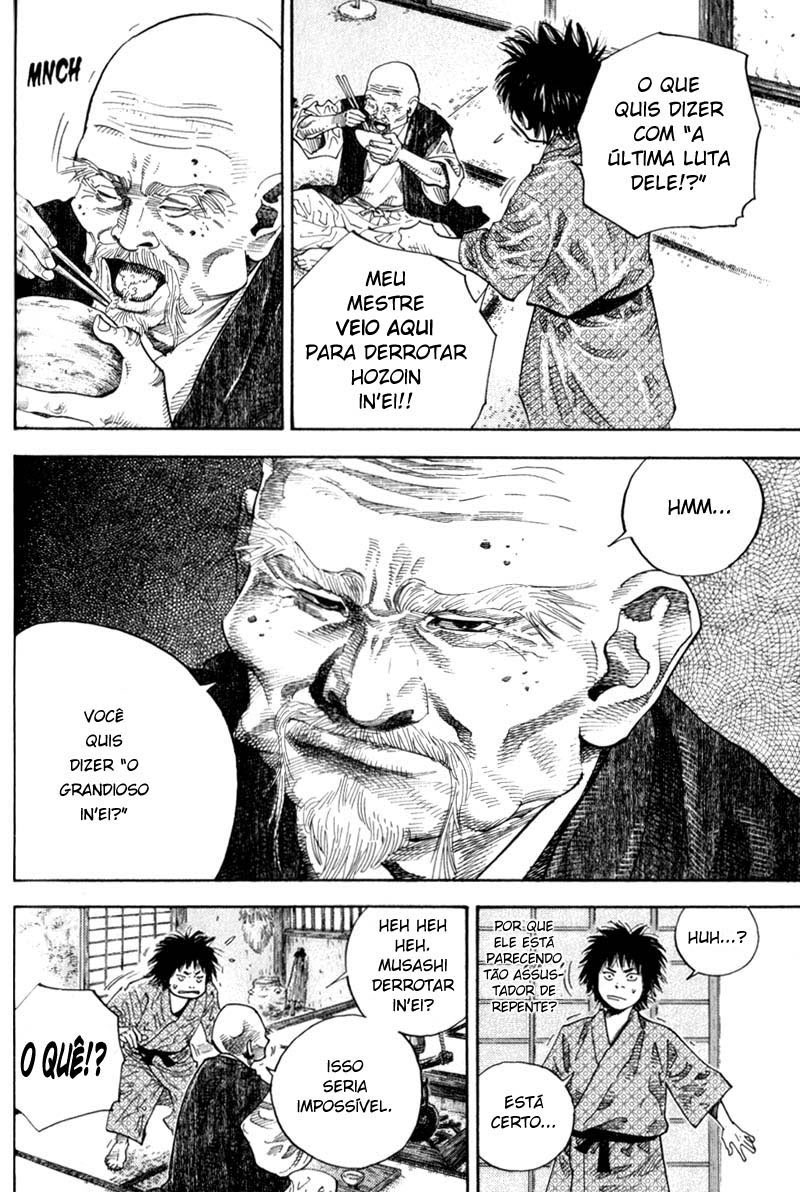 O QUE
QUIS DIZER
COM "A
ÚLTIMA LUTA
DELE!?"
MEU
MESTRE
VEIO AQUI
PARA DERROTAR
HOZOIN
IN'EI!!
MNCH
HMM...
VOCÊ
QUIS
DIZER "O
GRANDIOSO
IN'EI?"
HUH...?
POR QUE
ELE ESTÁ
PARECENDO
TÃO ASSUS-
TADOR DE
REPENTE?
ESTÁ
CERTO...
HEH HEH
HEH.
MUSASHI
DERROTAR
IN'EI?
ISSO
SERIA
IMPOSSÍVEL.
O QUÊ!?